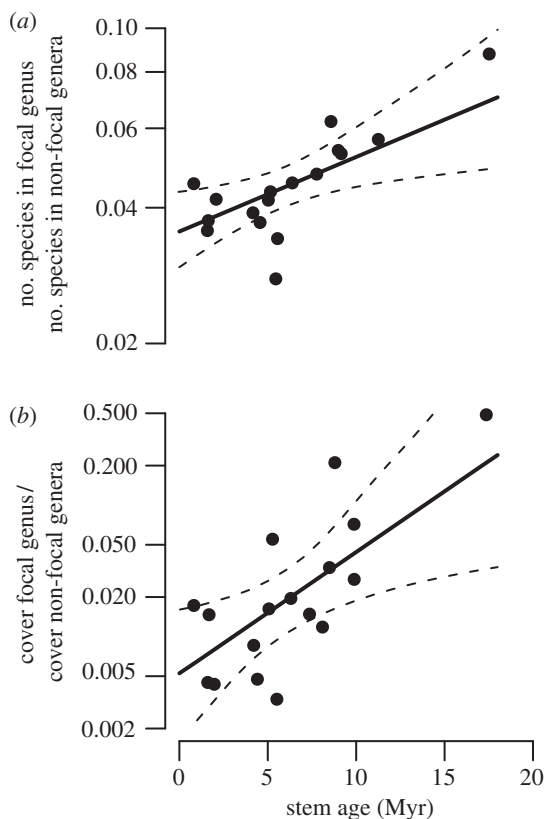 (a)
no. species in focal genus
no. species in non-focal genera
0.10
0.08
0.06
0.04
0.02
(b)
cover focal genus/
cover non-focal genera
0.500
0.200
0.050
0.020
0.005
0.002
0 5 10 15 20
stem age (Myr)